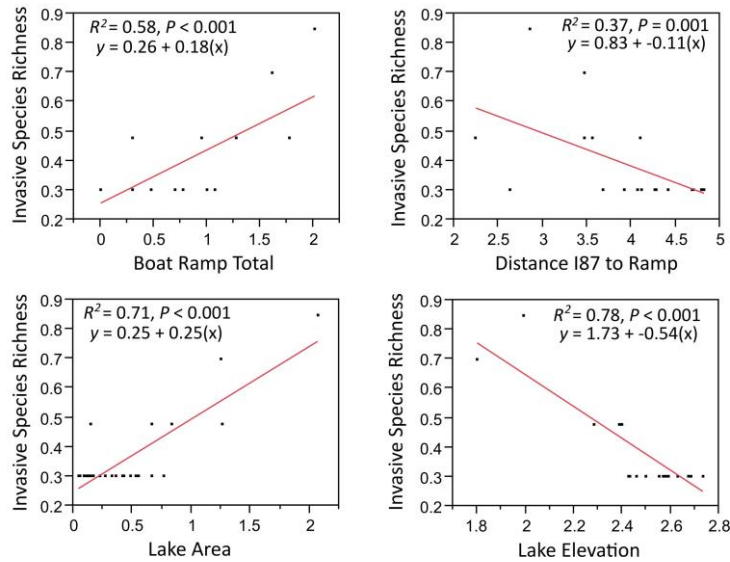 R² = 0.58, P < 0.001
y = 0.26 + 0.18(x)
0.9
0.8
0.7
0.6
0.5
0.4
0.3
0.2
Invasive Species Richness
0 0.5 1 1.5 2
Boat Ramp Total
R² = 0.37, P = 0.001
y = 0.83 + -0.11(x)
0.9
0.8
0.7
0.6
0.5
0.4
0.3
0.2
Invasive Species Richness
2 2.5 3 3.5 4 4.5 5
Distance I87 to Ramp
R² = 0.71, P < 0.001
y = 0.25 + 0.25(x)
0.9
0.8
0.7
0.6
0.5
0.4
0.3
0.2
Invasive Species Richness
0 0.5 1 1.5 2
Lake Area
R² = 0.78, P < 0.001
y = 1.73 + -0.54(x)
0.9
0.8
0.7
0.6
0.5
0.4
0.3
0.2
Invasive Species Richness
1.8 2 2.2 2.4 2.6 2.8
Lake Elevation